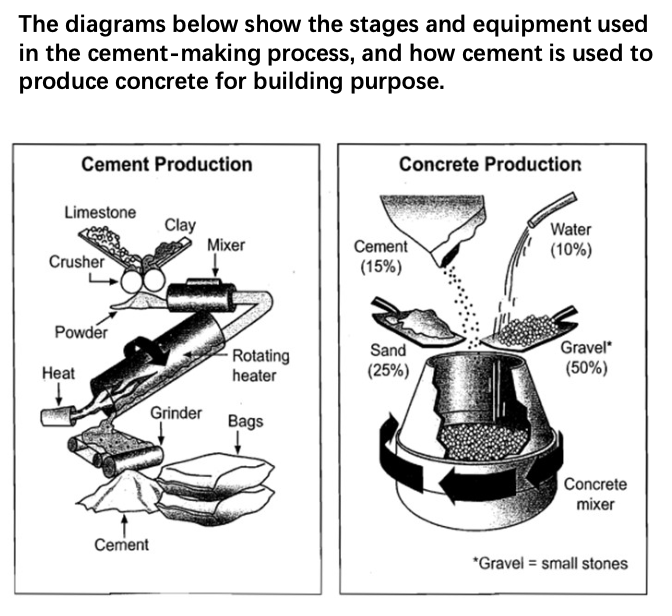 The diagrams below show the stages and equipment used
in the cement-making process, and how cement is used to
produce concrete for building purpose.
Cement Production
Limestone
Clay
Crusher
Mixer
Powder
Rotating
heater
Heat
Grinder
Bags
Cement
Concrete Production
Cement
(15%)
Water
(10%)
Sand
(25%)
Gravel*
(50%)
Concrete
mixer
*Gravel = small stones